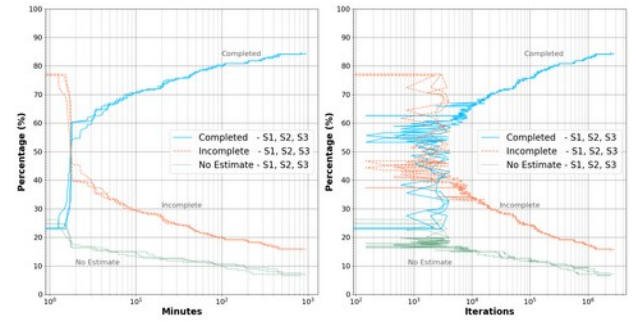 100
90
80
70
60
50
40
30
20
10
0
Percentage (%)
Completed
Completed - S1, S2, S3
Incomplete - S1, S2, S3
No Estimate - S1, S2, S3
Incomplete
No Estimate
10⁰ 10¹ 10² 10³
Minutes
100
90
80
70
60
50
40
30
20
10
0
Percentage (%)
Completed
Completed - S1, S2, S3
Incomplete - S1, S2, S3
No Estimate - S1, S2, S3
Incomplete
No Estimate
10² 10³ 10⁴ 10⁵ 10⁶
Iterations